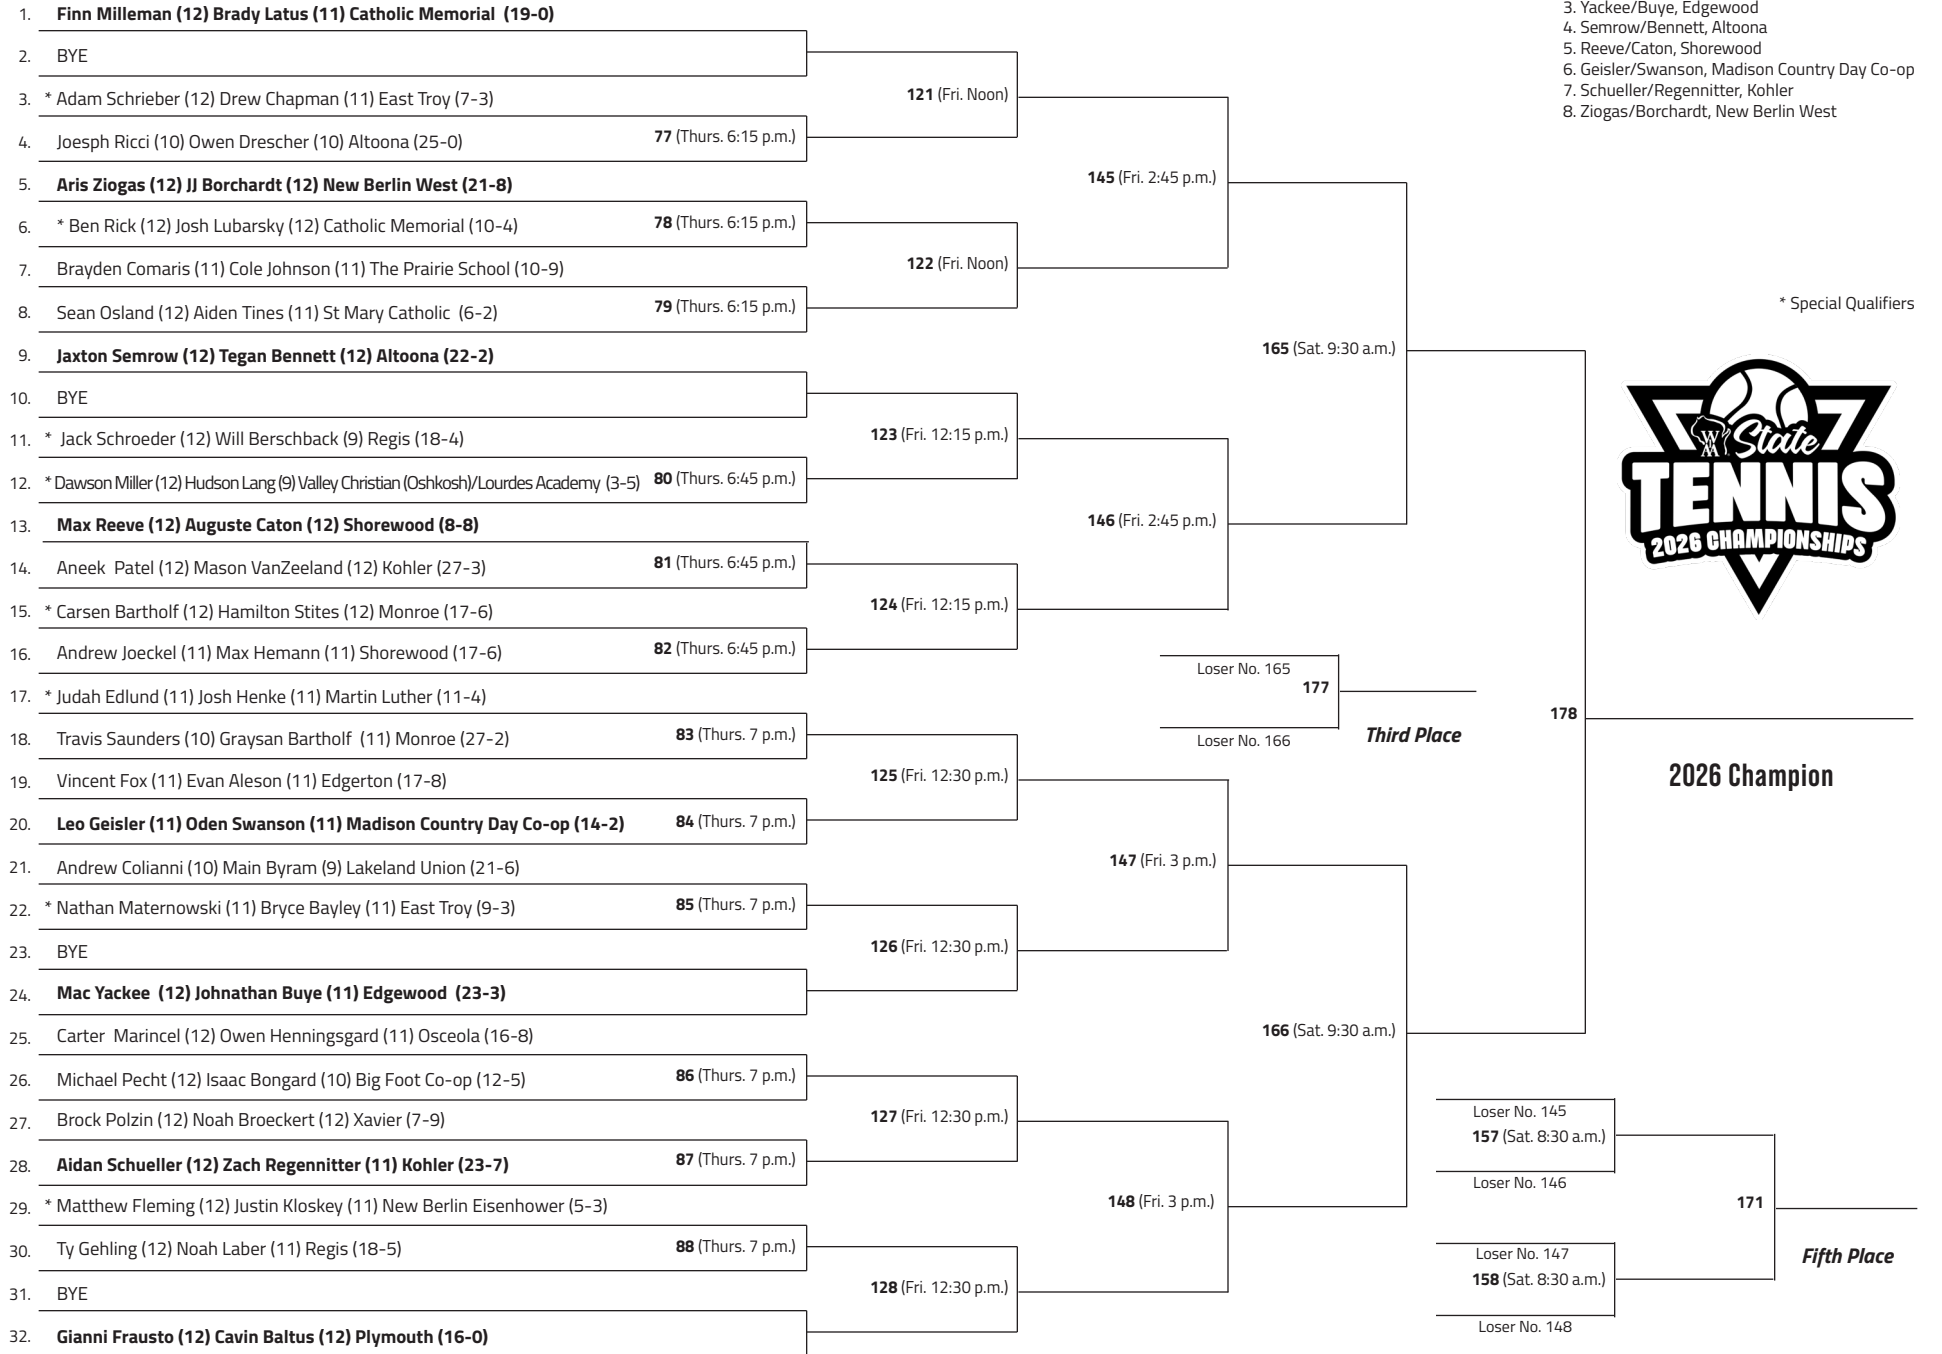 1. Finn Milleman (12) Brady Latus (11) Catholic Memorial (19-0)
2. BYE
3. * Adam Schrieber (12) Drew Chapman (11) East Troy (7-3)
4. Joesph Ricci (10) Owen Drescher (10) Altoona (25-0)
77 (Thurs. 6:15 p.m.)
5. Aris Ziogas (12) JJ Borchardt (12) New Berlin West (21-8)
6. * Ben Rick (12) Josh Lubarsky (12) Catholic Memorial (10-4)
78 (Thurs. 6:15 p.m.)
7. Brayden Comaris (11) Cole Johnson (11) The Prairie School (10-9)
8. Sean Osland (12) Aiden Tines (11) St Mary Catholic (6-2)
79 (Thurs. 6:15 p.m.)
9. Jaxton Semrow (12) Tegan Bennett (12) Altoona (22-2)
10. BYE
11. * Jack Schroeder (12) Will Berschback (9) Regis (18-4)
12. * Dawson Miller (12) Hudson Lang (9) Valley Christian (Oshkosh)/Lourdes Academy (3-5)
80 (Thurs. 6:45 p.m.)
13. Max Reeve (12) Auguste Caton (12) Shorewood (8-8)
14. Aneek Patel (12) Mason VanZeeland (12) Kohler (27-3)
81 (Thurs. 6:45 p.m.)
15. * Carsen Bartholf (12) Hamilton Stites (12) Monroe (17-6)
16. Andrew Joeckel (11) Max Hemann (11) Shorewood (17-6)
82 (Thurs. 6:45 p.m.)
17. * Judah Edlund (11) Josh Henke (11) Martin Luther (11-4)
18. Travis Saunders (10) Graysan Bartholf (11) Monroe (27-2)
83 (Thurs. 7 p.m.)
19. Vincent Fox (11) Evan Aleson (11) Edgerton (17-8)
20. Leo Geisler (11) Oden Swanson (11) Madison Country Day Co-op (14-2)
84 (Thurs. 7 p.m.)
21. Andrew Colianni (10) Main Byram (9) Lakeland Union (21-6)
22. * Nathan Maternowski (11) Bryce Bayley (11) East Troy (9-3)
85 (Thurs. 7 p.m.)
23. BYE
24. Mac Yackee (12) Johnathan Buye (11) Edgewood (23-3)
25. Carter Marincel (12) Owen Henningsgard (11) Osceola (16-8)
26. Michael Pecht (12) Isaac Bongard (10) Big Foot Co-op (12-5)
86 (Thurs. 7 p.m.)
27. Brock Polzin (12) Noah Broeckert (12) Xavier (7-9)
28. Aidan Schueller (12) Zach Regennitter (11) Kohler (23-7)
87 (Thurs. 7 p.m.)
29. * Matthew Fleming (12) Justin Kloskey (11) New Berlin Eisenhower (5-3)
30. Ty Gehling (12) Noah Laber (11) Regis (18-5)
88 (Thurs. 7 p.m.)
31. BYE
32. Gianni Frausto (12) Cavin Baltus (12) Plymouth (16-0)
121 (Fri. Noon)
122 (Fri. Noon)
123 (Fri. 12:15 p.m.)
124 (Fri. 12:15 p.m.)
125 (Fri. 12:30 p.m.)
126 (Fri. 12:30 p.m.)
127 (Fri. 12:30 p.m.)
128 (Fri. 12:30 p.m.)
145 (Fri. 2:45 p.m.)
146 (Fri. 2:45 p.m.)
147 (Fri. 3 p.m.)
148 (Fri. 3 p.m.)
165 (Sat. 9:30 a.m.)
166 (Sat. 9:30 a.m.)
Loser No. 165
177
Loser No. 166
Third Place
178
2026 Champion
3. Yackee/Buye, Edgewood
4. Semrow/Bennett, Altoona
5. Reeve/Caton, Shorewood
6. Geisler/Swanson, Madison Country Day Co-op
7. Schueller/Regennitter, Kohler
8. Ziogas/Borchardt, New Berlin West
* Special Qualifiers
WIAA State
TENNIS
2026 CHAMPIONSHIPS
Loser No. 145
157 (Sat. 8:30 a.m.)
Loser No. 146
171
Loser No. 147
158 (Sat. 8:30 a.m.)
Loser No. 148
Fifth Place